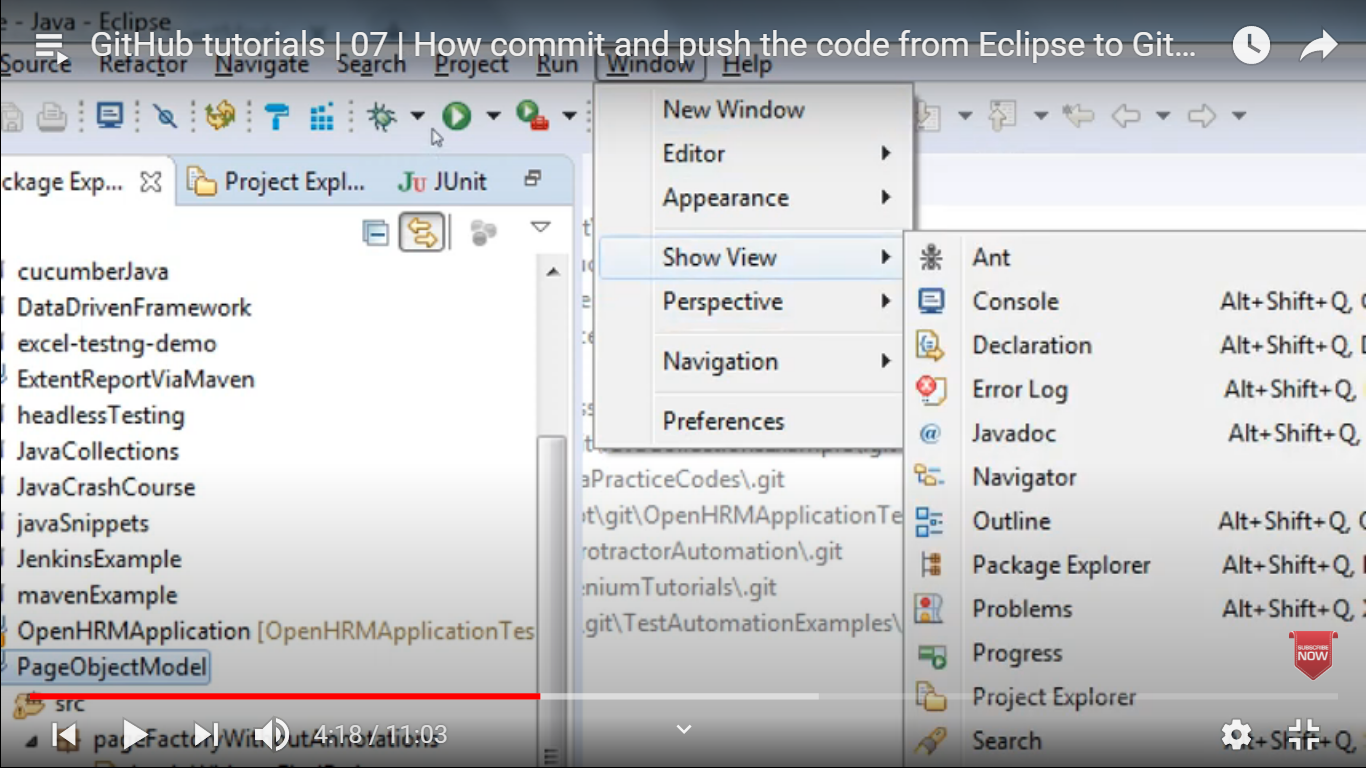 - Java - Eclipse
GitHub tutorials | 07 | How commit and push the code from Eclipse to Git...
Source Refactor Navigate Search Project Run Window Help
New Window
Editor
Appearance
Show View
Perspective
Navigation
Preferences
ckage Exp... Project Expl... JU JUnit
cucumberJava
DataDrivenFramework
excel-testng-demo
ExtentReportViaMaven
headlessTesting
JavaCollections
JavaCrashCourse
javaSnippets
JenkinsExample
mavenExample
OpenHRMApplication [OpenHRMApplicationTes
PageObjectModel
src
pageFactoryWithoutAnnotations
aPracticeCodes\.git
ot\git\OpenHRMApplicationTe
rotractorAutomation\.git
eniumTutorials\.git
.git\TestAutomationExamples\
Ant
Console Alt+Shift+Q,
Declaration Alt+Shift+Q,
Error Log Alt+Shift+Q,
@ Javadoc Alt+Shift+Q,
Navigator
Outline Alt+Shift+Q,
Package Explorer Alt+Shift+Q,
Problems Alt+Shift+Q,
Progress
Project Explorer
Search Alt+Shift+Q,
SUBSCRIBE
NOW
4:18 / 11:03